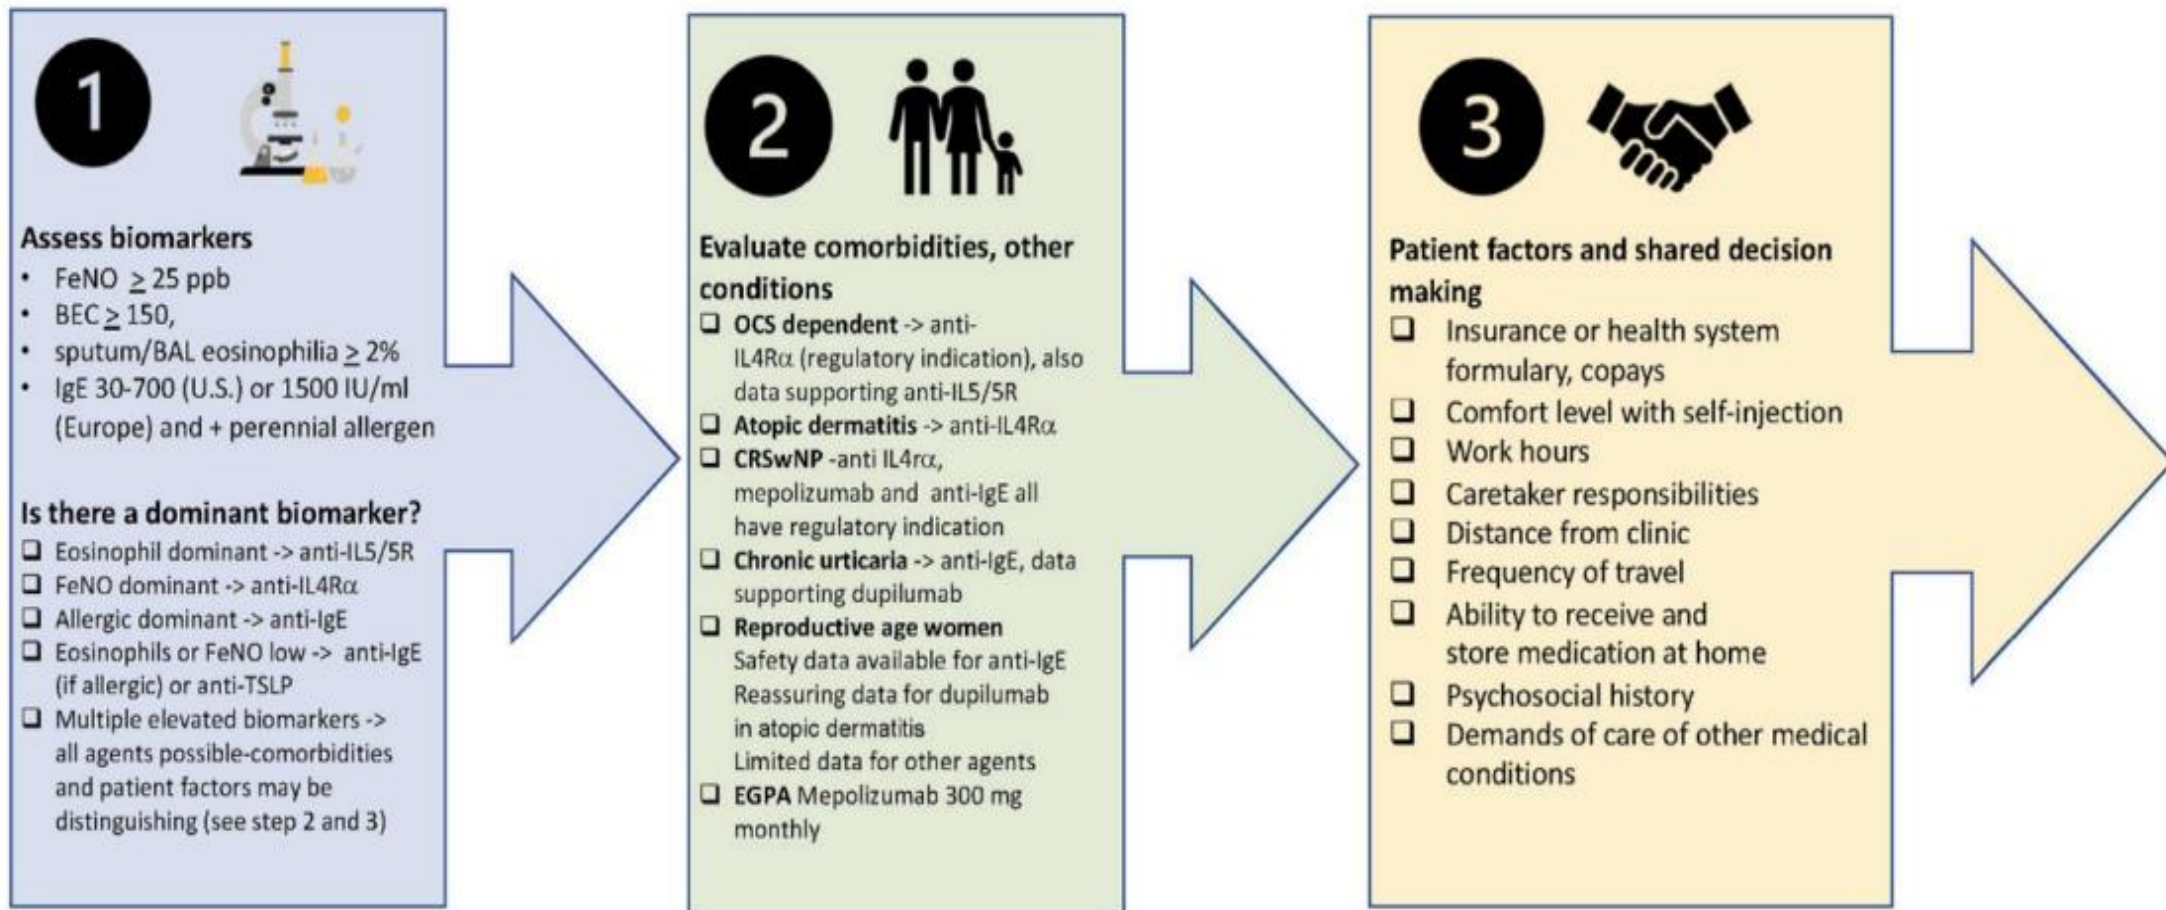 1
Assess biomarkers
• FeNO ≥ 25 ppb
• BEC ≥ 150,
• sputum/BAL eosinophilia ≥ 2%
• IgE 30-700 (U.S.) or 1500 IU/ml
(Europe) and + perennial allergen
Is there a dominant biomarker?
❑ Eosinophil dominant -> anti-IL5/5R
❑ FeNO dominant -> anti-IL4Rα
❑ Allergic dominant -> anti-IgE
❑ Eosinophils or FeNO low -> anti-IgE
(if allergic) or anti-TSLP
❑ Multiple elevated biomarkers ->
all agents possible-comorbidities
and patient factors may be
distinguishing (see step 2 and 3)
2
Evaluate comorbidities, other
conditions
❑ OCS dependent -> anti-
IL4Rα (regulatory indication), also
data supporting anti-IL5/5R
❑ Atopic dermatitis -> anti-IL4Rα
❑ CRSwNP -anti IL4rα,
mepolizumab and anti-IgE all
have regulatory indication
❑ Chronic urticaria -> anti-IgE, data
supporting dupilumab
❑ Reproductive age women
Safety data available for anti-IgE
Reassuring data for dupilumab
in atopic dermatitis
Limited data for other agents
❑ EGPA Mepolizumab 300 mg
monthly
3
Patient factors and shared decision
making
❑ Insurance or health system
formulary, copays
❑ Comfort level with self-injection
❑ Work hours
❑ Caretaker responsibilities
❑ Distance from clinic
❑ Frequency of travel
❑ Ability to receive and
store medication at home
❑ Psychosocial history
❑ Demands of care of other medical
conditions